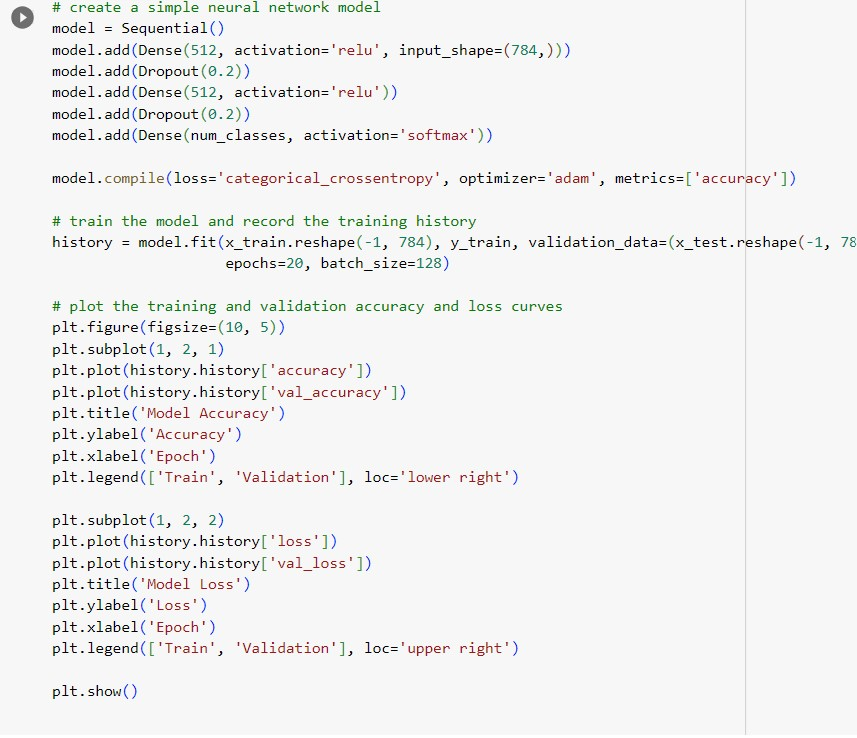 # create a simple neural network model
model = Sequential()
model.add(Dense(512, activation='relu', input_shape=(784,)))
model.add(Dropout(0.2))
model.add(Dense(512, activation='relu'))
model.add(Dropout(0.2))
model.add(Dense(num_classes, activation='softmax'))
model.compile(loss='categorical_crossentropy', optimizer='adam', metrics=['accuracy'])
# train the model and record the training history
history = model.fit(x_train.reshape(-1, 784), y_train, validation_data=(x_test.reshape(-1, 78
epochs=20, batch_size=128)
# plot the training and validation accuracy and loss curves
plt.figure(figsize=(10, 5))
plt.subplot(1, 2, 1)
plt.plot(history.history['accuracy'])
plt.plot(history.history['val_accuracy'])
plt.title('Model Accuracy')
plt.ylabel('Accuracy')
plt.xlabel('Epoch')
plt.legend(['Train', 'Validation'], loc='lower right')
plt.subplot(1, 2, 2)
plt.plot(history.history['loss'])
plt.plot(history.history['val_loss'])
plt.title('Model Loss')
plt.ylabel('Loss')
plt.xlabel('Epoch')
plt.legend(['Train', 'Validation'], loc='upper right')
plt.show()